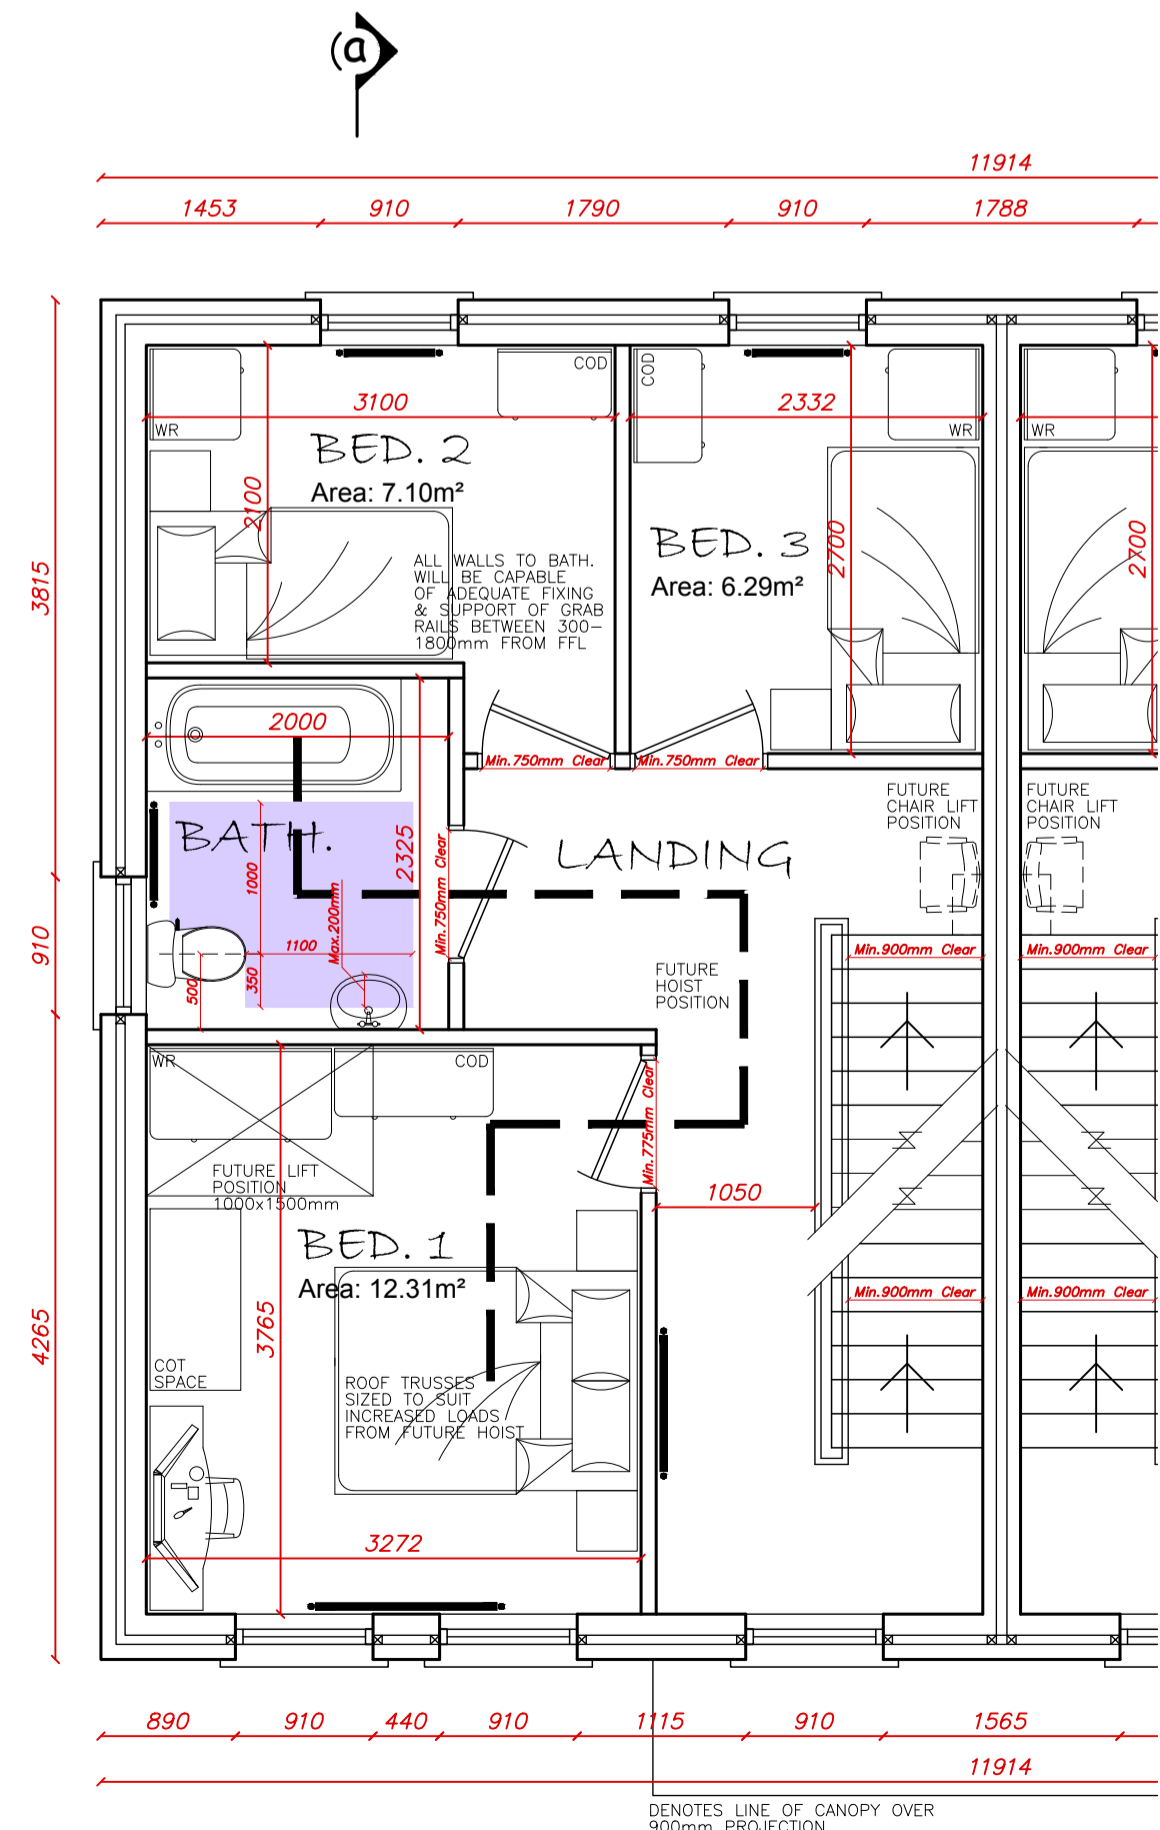 a
11914
1453 910 1790 910 1788
3815
910
4265
WR
COD
3100
BED. 2
Area: 7.10m²
2100
ALL WALLS TO BATH.
WILL BE CAPABLE
OF ADEQUATE FIXING
& SUPPORT OF GRAB
RAILS BETWEEN 300-
1800mm FROM FFL
COD
2332
WR
BED. 3
Area: 6.29m²
2700
WR
2700
Min.750mm Clear
Min.750mm Clear
2000
BATH.
2325
1000
1100
350
500
Max.200mm
Min.750mm Clear
LANDING
FUTURE
CHAIR LIFT
POSITION
FUTURE
CHAIR LIFT
POSITION
FUTURE
HOIST
POSITION
Min.900mm Clear
Min.900mm Clear
WR
COD
Min.775mm Clear
FUTURE LIFT
POSITION
1000x1500mm
1050
BED. 1
Area: 12.31m²
3765
Min.900mm Clear
Min.900mm Clear
COT
SPACE
ROOF TRUSSES
SIZED TO SUIT
INCREASED LOADS
FROM FUTURE HOIST
3272
890 910 440 910 1115 910 1565
11914
DENOTES LINE OF CANOPY OVER
900mm PROJECTION